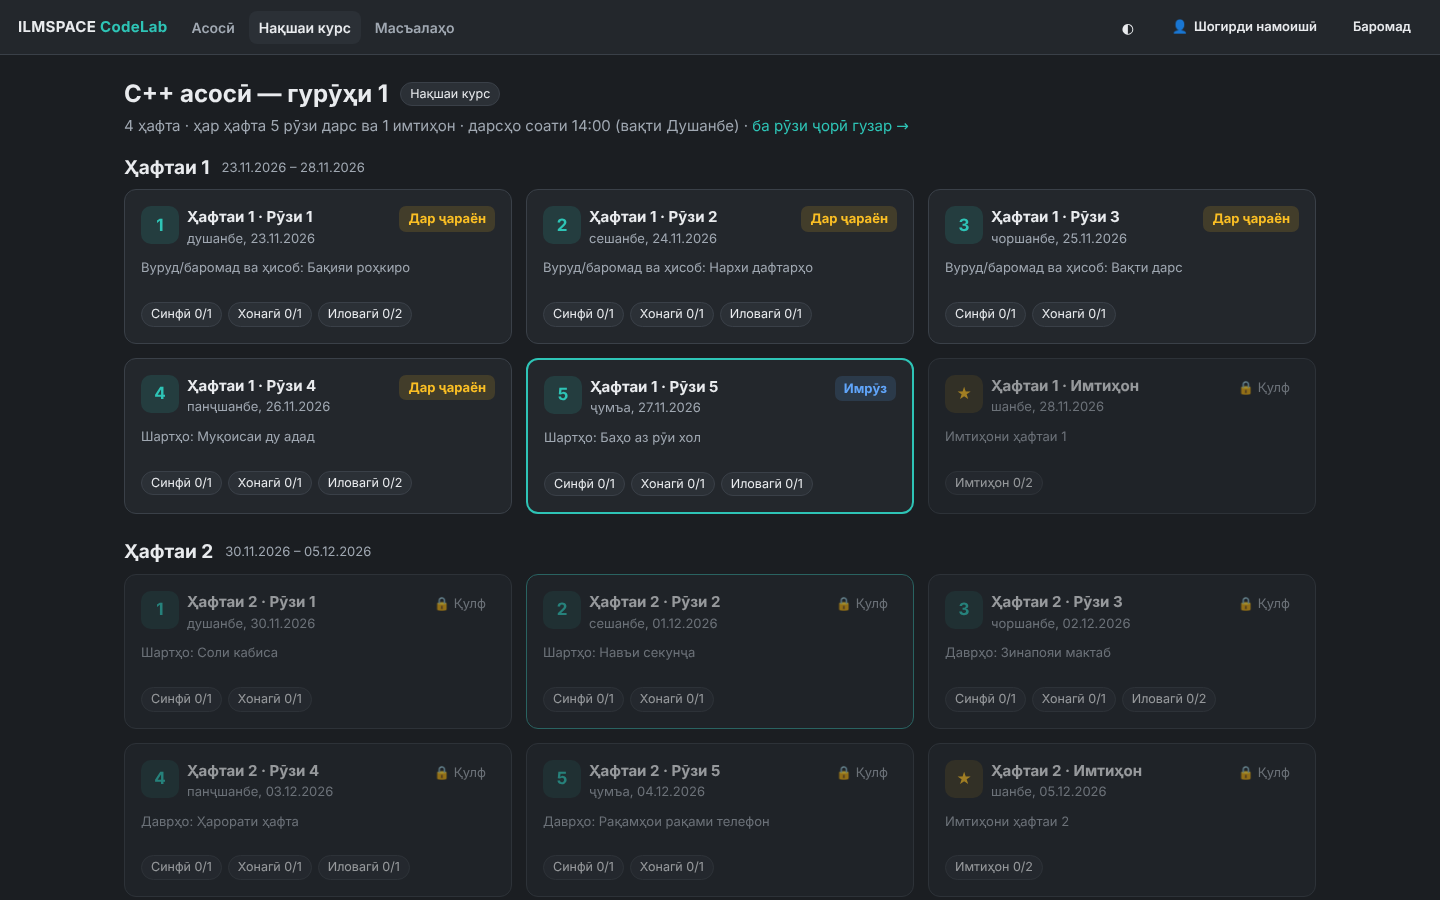 ILMSPACE CodeLab Асосӣ Нақшаи курс Масъалаҳо ◐ 👤 Шогирди намоишӣ Баромад
C++ асосӣ — гурӯҳи 1 Нақшаи курс
4 ҳафта · ҳар ҳафта 5 рӯзи дарс ва 1 имтиҳон · дарсҳо соати 14:00 (вақти Душанбе) · ба рӯзи ҷорӣ гузар →
Ҳафтаи 1 23.11.2026 – 28.11.2026
1 Ҳафтаи 1 · Рӯзи 1 Дар ҷараён
душанбе, 23.11.2026
Вуруд/баромад ва ҳисоб: Бақияи роҳкиро
Синфӣ 0/1 Хонагӣ 0/1 Иловагӣ 0/2
2 Ҳафтаи 1 · Рӯзи 2 Дар ҷараён
сешанбе, 24.11.2026
Вуруд/баромад ва ҳисоб: Нархи дафтарҳо
Синфӣ 0/1 Хонагӣ 0/1 Иловагӣ 0/1
3 Ҳафтаи 1 · Рӯзи 3 Дар ҷараён
чоршанбе, 25.11.2026
Вуруд/баромад ва ҳисоб: Вақти дарс
Синфӣ 0/1 Хонагӣ 0/1
4 Ҳафтаи 1 · Рӯзи 4 Дар ҷараён
панҷшанбе, 26.11.2026
Шартҳо: Муқоисаи ду адад
Синфӣ 0/1 Хонагӣ 0/1 Иловагӣ 0/2
5 Ҳафтаи 1 · Рӯзи 5 Имрӯз
ҷумъа, 27.11.2026
Шартҳо: Баҳо аз рӯи хол
Синфӣ 0/1 Хонагӣ 0/1 Иловагӣ 0/1
★ Ҳафтаи 1 · Имтиҳон 🔒 Қулф
шанбе, 28.11.2026
Имтиҳони ҳафтаи 1
Имтиҳон 0/2
Ҳафтаи 2 30.11.2026 – 05.12.2026
1 Ҳафтаи 2 · Рӯзи 1 🔒 Қулф
душанбе, 30.11.2026
Шартҳо: Соли кабиса
Синфӣ 0/1 Хонагӣ 0/1
2 Ҳафтаи 2 · Рӯзи 2 🔒 Қулф
сешанбе, 01.12.2026
Шартҳо: Навъи секунҷа
Синфӣ 0/1 Хонагӣ 0/1
3 Ҳафтаи 2 · Рӯзи 3 🔒 Қулф
чоршанбе, 02.12.2026
Даврҳо: Зинапояи мактаб
Синфӣ 0/1 Хонагӣ 0/1 Иловагӣ 0/2
4 Ҳафтаи 2 · Рӯзи 4 🔒 Қулф
панҷшанбе, 03.12.2026
Даврҳо: Ҳарорати ҳафта
Синфӣ 0/1 Хонагӣ 0/1 Иловагӣ 0/1
5 Ҳафтаи 2 · Рӯзи 5 🔒 Қулф
ҷумъа, 04.12.2026
Даврҳо: Рақамҳои рақами телефон
Синфӣ 0/1 Хонагӣ 0/1
★ Ҳафтаи 2 · Имтиҳон 🔒 Қулф
шанбе, 05.12.2026
Имтиҳони ҳафтаи 2
Имтиҳон 0/2